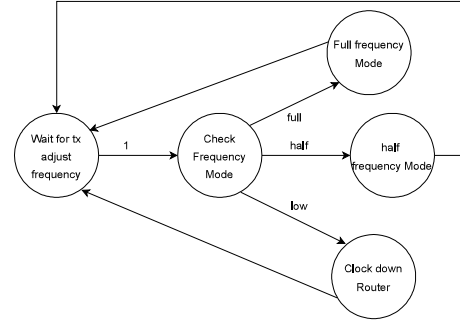 Full frequency
Mode
full
Wait for tx
adjust
frequency
1
Check
Frequency
Mode
half
half
frequency Mode
low
Clock down
Router